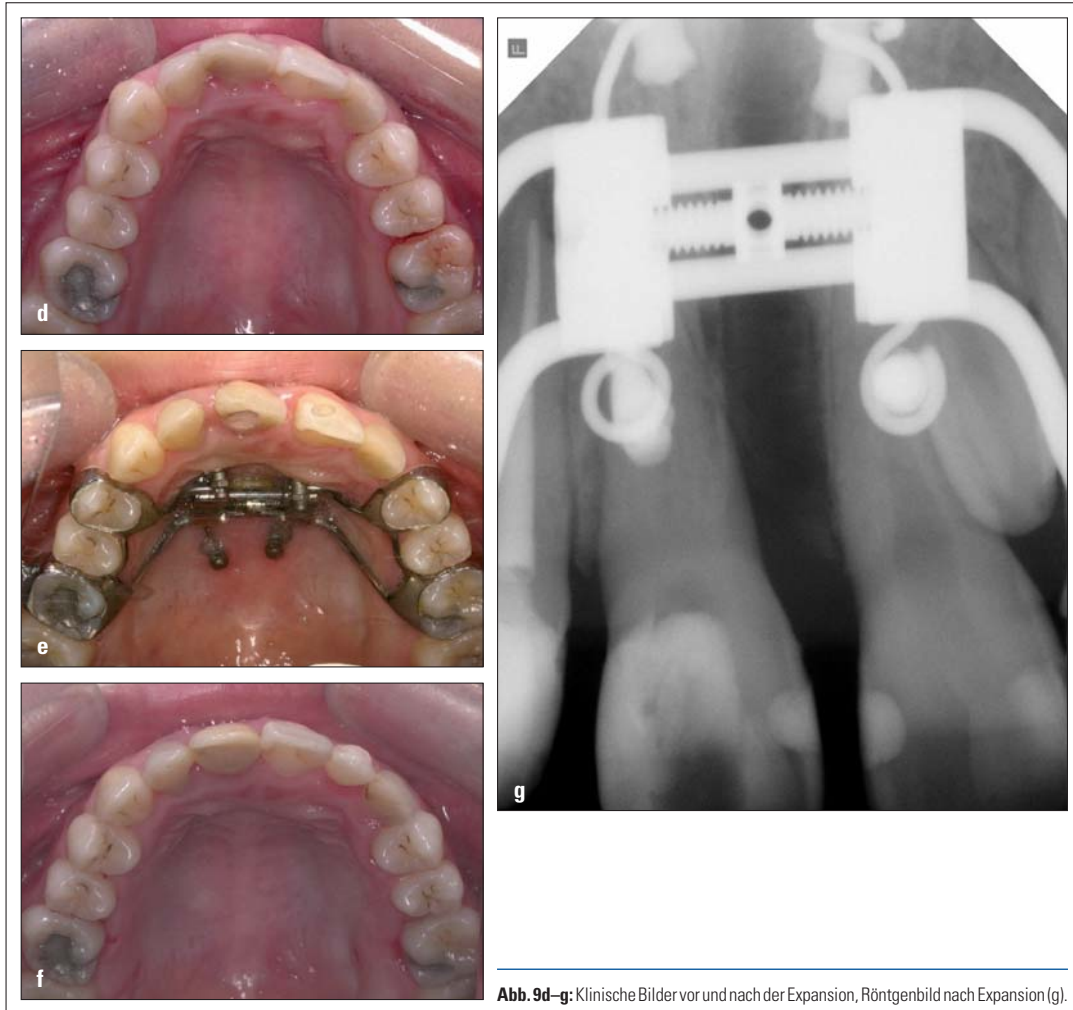 d
e
f
g
Abb. 9d–g: Klinische Bilder vor und nach der Expansion, Röntgenbild nach Expansion (g).